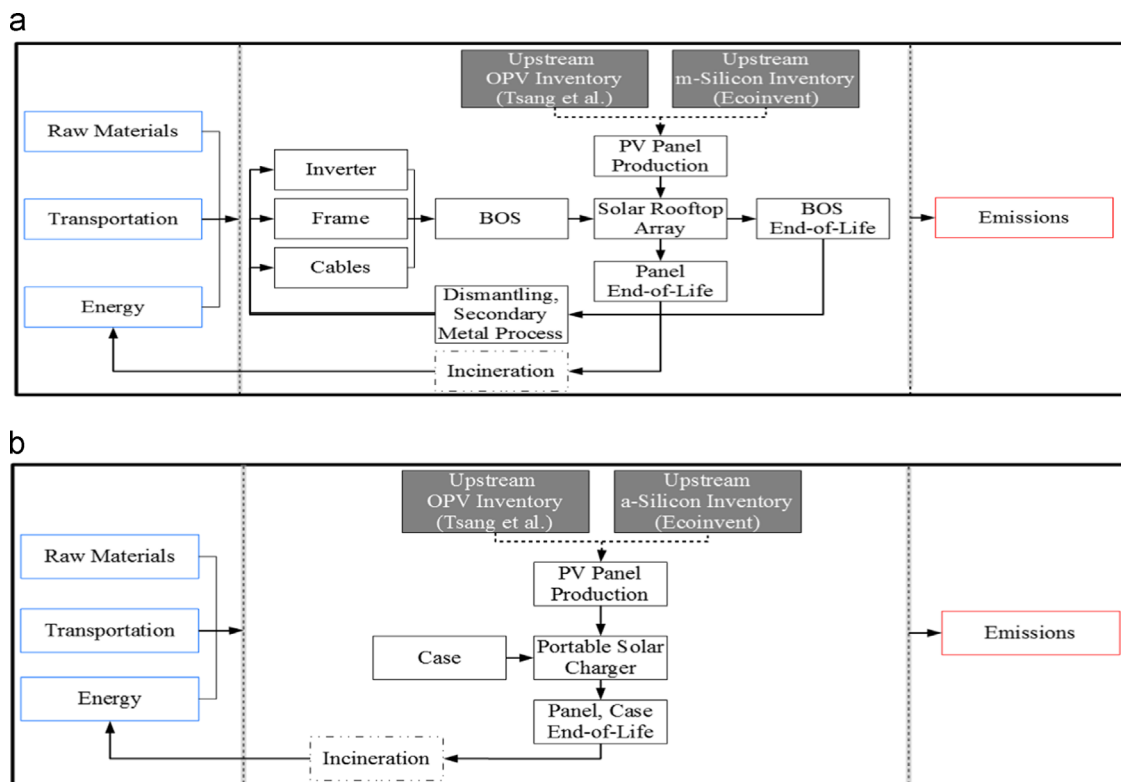 a
Upstream
OPV Inventory
(Tsang et al.)
Upstream
m-Silicon Inventory
(Ecoinvent)
Raw Materials
PV Panel
Production
Inverter
Transportation
Frame
BOS
Solar Rooftop
Array
BOS
End-of-Life
Emissions
Cables
Panel
End-of-Life
Energy
Dismantling,
Secondary
Metal Process
Incineration
b
Upstream
OPV Inventory
(Tsang et al.)
Upstream
a-Silicon Inventory
(Ecoinvent)
Raw Materials
PV Panel
Production
Transportation
Case
Portable Solar
Charger
Emissions
Energy
Panel, Case
End-of-Life
Incineration